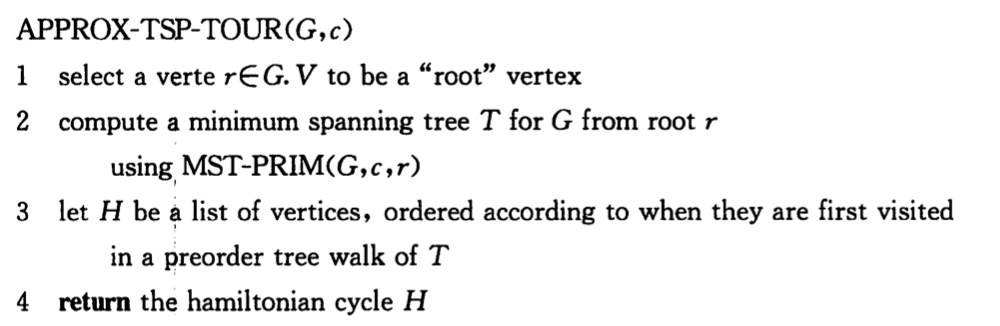 APPROX-TSP-TOUR(G,c)
1 select a verte r∈G.V to be a “root” vertex
2 compute a minimum spanning tree T for G from root r
using MST-PRIM(G,c,r)
3 let H be a list of vertices, ordered according to when they are first visited
in a preorder tree walk of T
4 return the hamiltonian cycle H